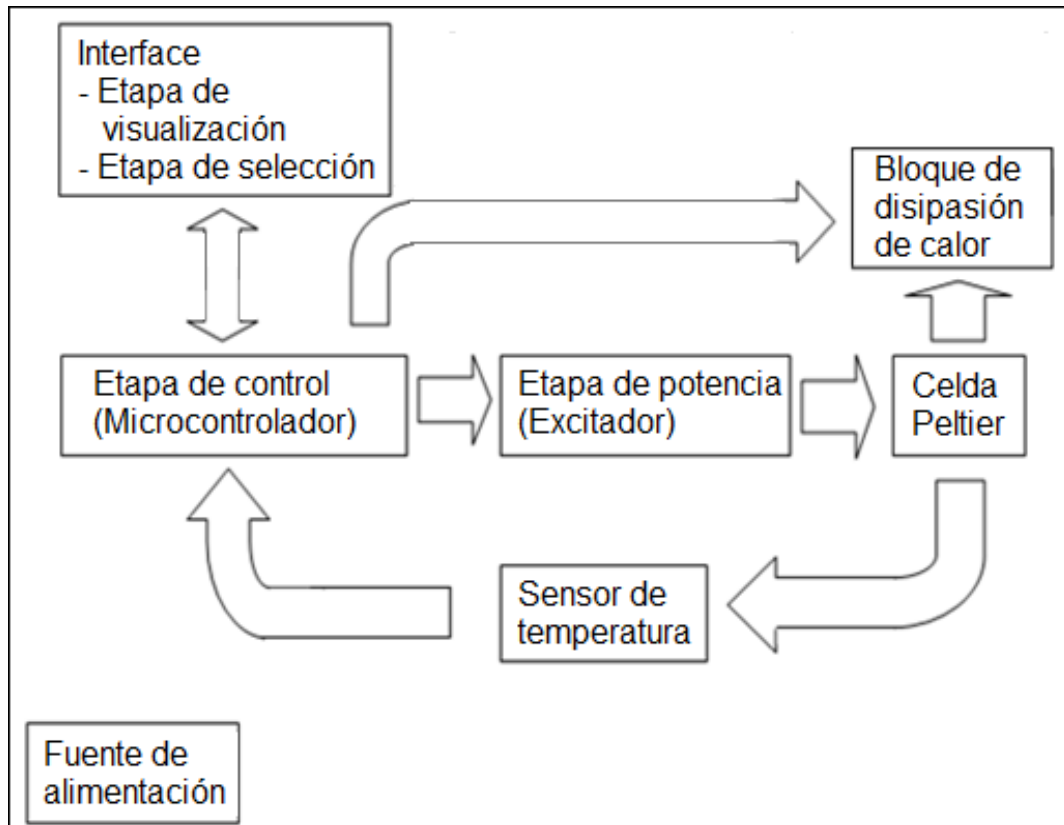 Interface
- Etapa de
visualización
- Etapa de selección
Bloque de
disipasión
de calor
Etapa de control
(Microcontrolador)
Etapa de potencia
(Excitador)
Celda
Peltier
Sensor de
temperatura
Fuente de
alimentación